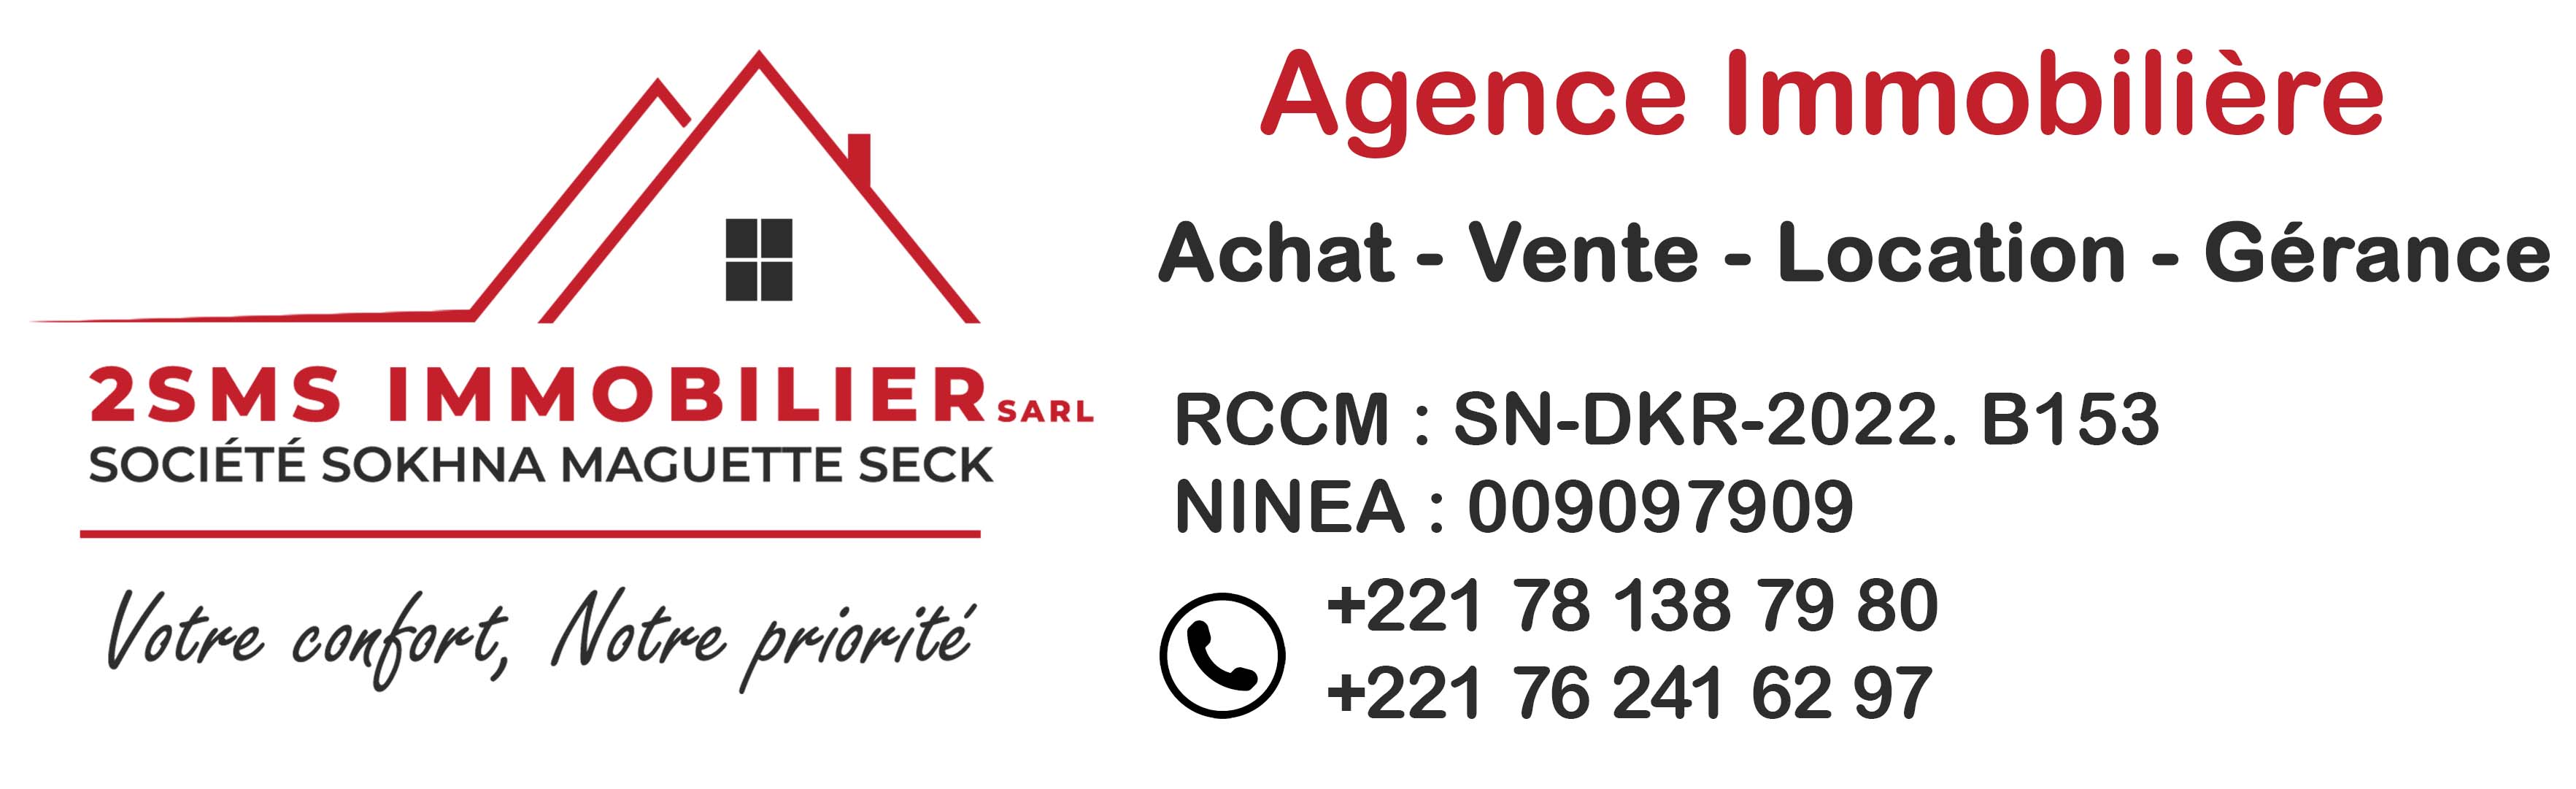 2SMS IMMOBILIER SARL
SOCIÉTÉ SOKHNA MAGUETTE SECK
Votre confort, Notre priorité
Agence Immobilière
Achat - Vente - Location - Gérance
RCCM : SN-DKR-2022. B153
NINEA : 009097909
+221 78 138 79 80
+221 76 241 62 97